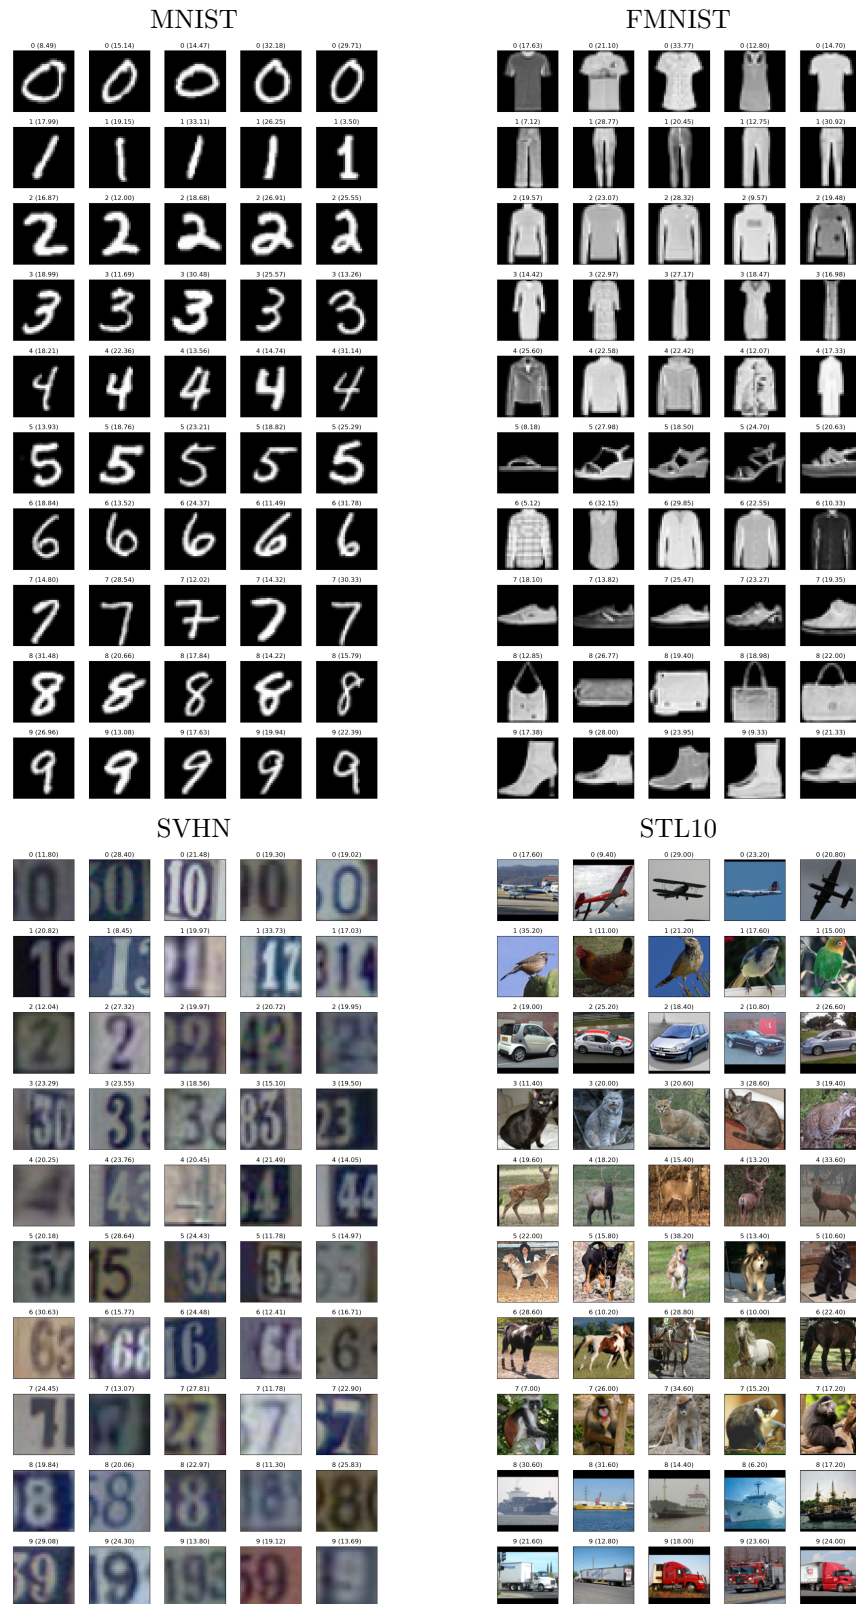 MNIST
0 (8.49) 0 (15.14) 0 (14.47) 0 (32.18) 0 (29.71)
1 (17.99) 1 (19.15) 1 (33.11) 1 (26.25) 1 (3.50)
2 (16.87) 2 (12.00) 2 (18.68) 2 (26.91) 2 (25.55)
3 (18.99) 3 (11.69) 3 (30.48) 3 (25.57) 3 (13.26)
4 (18.21) 4 (22.36) 4 (13.56) 4 (14.74) 4 (31.14)
5 (13.93) 5 (18.76) 5 (23.21) 5 (18.82) 5 (25.29)
6 (18.84) 6 (13.52) 6 (24.37) 6 (11.49) 6 (31.78)
7 (14.80) 7 (28.54) 7 (12.02) 7 (14.32) 7 (30.33)
8 (31.48) 8 (20.66) 8 (17.84) 8 (14.22) 8 (15.79)
9 (26.96) 9 (13.08) 9 (17.63) 9 (19.94) 9 (22.39)
FMNIST
0 (17.63) 0 (21.10) 0 (33.77) 0 (12.80) 0 (14.70)
1 (7.12) 1 (28.77) 1 (20.45) 1 (12.75) 1 (30.92)
2 (19.57) 2 (23.07) 2 (28.32) 2 (9.57) 2 (19.48)
3 (14.42) 3 (22.97) 3 (27.17) 3 (18.47) 3 (16.98)
4 (25.60) 4 (22.58) 4 (22.42) 4 (12.07) 4 (17.33)
5 (8.18) 5 (27.98) 5 (18.50) 5 (24.70) 5 (20.63)
6 (5.12) 6 (32.15) 6 (29.85) 6 (22.55) 6 (10.33)
7 (18.10) 7 (13.82) 7 (25.47) 7 (23.27) 7 (19.35)
8 (12.85) 8 (26.77) 8 (19.40) 8 (18.98) 8 (22.00)
9 (17.38) 9 (28.00) 9 (23.95) 9 (9.33) 9 (21.33)
SVHN
0 (11.80) 0 (28.40) 0 (21.48) 0 (19.30) 0 (19.02)
1 (20.82) 1 (8.45) 1 (19.97) 1 (33.73) 1 (17.03)
2 (12.04) 2 (27.32) 2 (19.97) 2 (20.72) 2 (19.95)
3 (23.29) 3 (23.55) 3 (18.56) 3 (15.10) 3 (19.50)
4 (20.25) 4 (23.76) 4 (20.45) 4 (21.49) 4 (14.05)
5 (20.18) 5 (28.64) 5 (24.43) 5 (11.78) 5 (14.97)
6 (30.63) 6 (15.77) 6 (24.48) 6 (12.41) 6 (16.71)
7 (24.45) 7 (13.07) 7 (27.81) 7 (11.78) 7 (22.90)
8 (19.84) 8 (20.06) 8 (22.97) 8 (11.30) 8 (25.83)
9 (29.08) 9 (24.30) 9 (13.80) 9 (19.12) 9 (13.69)
STL10
0 (17.60) 0 (9.40) 0 (29.00) 0 (23.20) 0 (20.80)
1 (35.20) 1 (11.00) 1 (21.20) 1 (17.60) 1 (15.00)
2 (19.00) 2 (25.20) 2 (18.40) 2 (10.80) 2 (26.60)
3 (11.40) 3 (20.00) 3 (20.60) 3 (28.60) 3 (19.40)
4 (19.60) 4 (18.20) 4 (15.40) 4 (13.20) 4 (33.60)
5 (22.00) 5 (15.80) 5 (38.20) 5 (13.40) 5 (10.60)
6 (28.60) 6 (10.20) 6 (28.80) 6 (10.00) 6 (22.40)
7 (7.00) 7 (26.00) 7 (34.60) 7 (15.20) 7 (17.20)
8 (30.60) 8 (31.60) 8 (14.40) 8 (6.20) 8 (17.20)
9 (21.60) 9 (12.80) 9 (18.00) 9 (23.60) 9 (24.00)